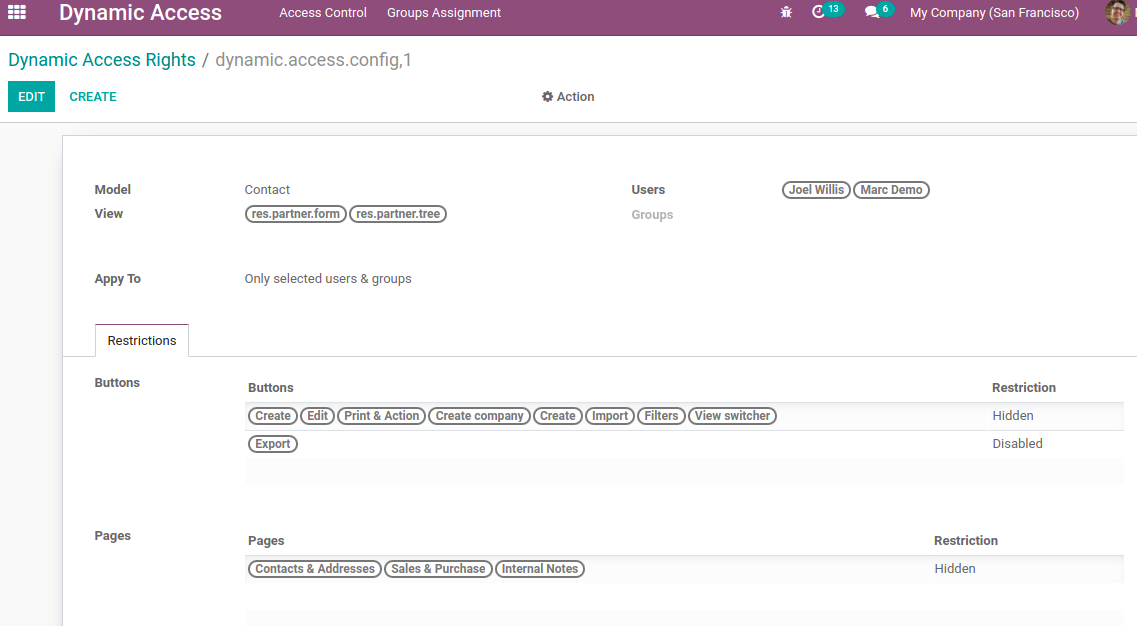 Dynamic Access Access Control Groups Assignment 13 6 My Company (San Francisco)
Dynamic Access Rights / dynamic.access.config,1
EDIT CREATE Action
Model Contact Users Joel Willis Marc Demo
View res.partner.form res.partner.tree Groups
Appy To Only selected users & groups
Restrictions
Buttons
Buttons Restriction
Create Edit Print & Action Create company Create Import Filters View switcher Hidden
Export Disabled
Pages
Pages Restriction
Contacts & Addresses Sales & Purchase Internal Notes Hidden